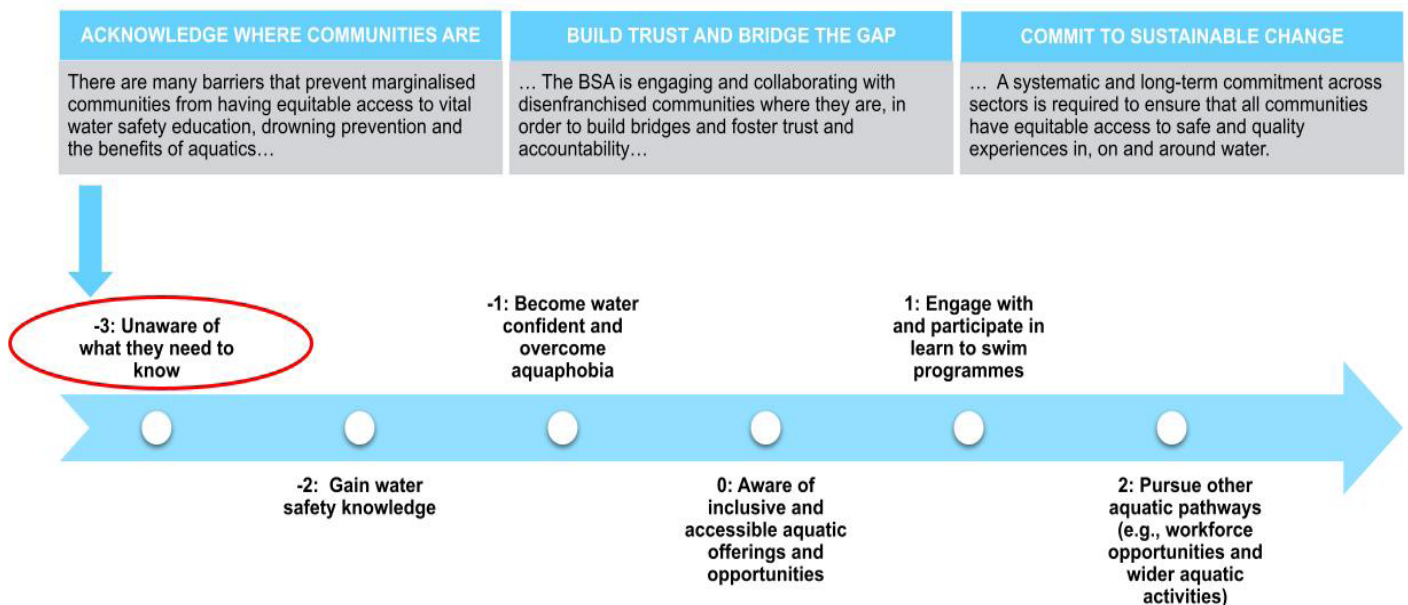 ACKNOWLEDGE WHERE COMMUNITIES ARE
There are many barriers that prevent marginalised
communities from having equitable access to vital
water safety education, drowning prevention and
the benefits of aquatics…
BUILD TRUST AND BRIDGE THE GAP
… The BSA is engaging and collaborating with
disenfranchised communities where they are, in
order to build bridges and foster trust and
accountability…
COMMIT TO SUSTAINABLE CHANGE
… A systematic and long-term commitment across
sectors is required to ensure that all communities
have equitable access to safe and quality
experiences in, on and around water.
-3: Unaware of
what they need to
know
-2: Gain water
safety knowledge
-1: Become water
confident and
overcome
aquaphobia
0: Aware of
inclusive and
accessible aquatic
offerings and
opportunities
1: Engage with
and participate in
learn to swim
programmes
2: Pursue other
aquatic pathways
(e.g., workforce
opportunities and
wider aquatic
activities)